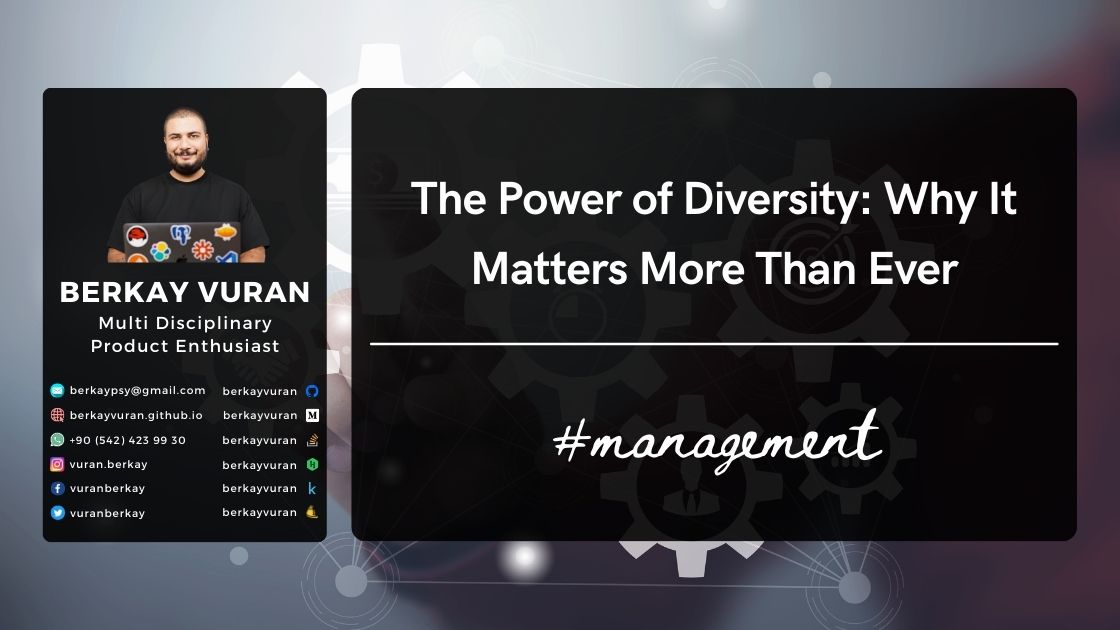 BERKAY VURAN
Multi Disciplinary
Product Enthusiast
berkaypsy@gmail.com
berkayvuran
berkayvuran.github.io
berkayvuran
M
+90 (542) 423 99 30
berkayvuran
vuran.berkay
berkayvuran
vuranberkay
berkayvuran
k
vuranberkay
berkayvuran
The Power of Diversity: Why It
Matters More Than Ever
#management